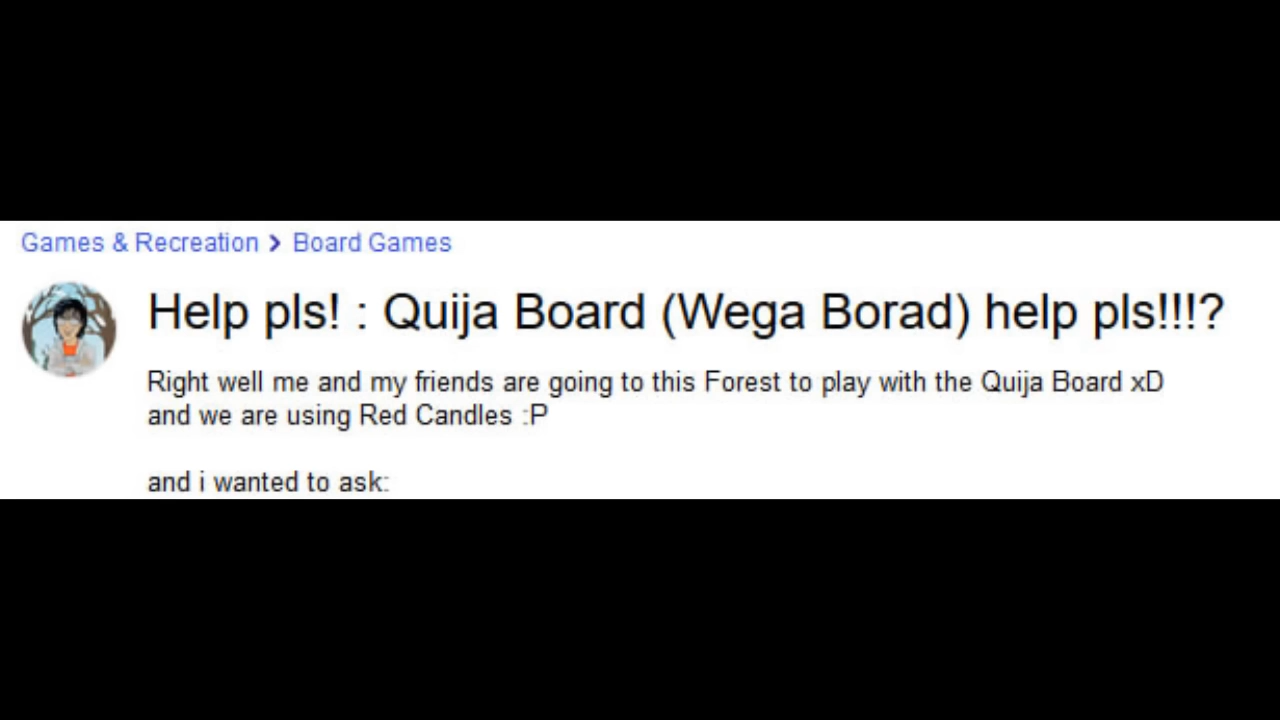 Games & Recreation > Board Games
Help pls! : Quija Board (Wega Borad) help pls!!!?
Right well me and my friends are going to this Forest to play with the Quija Board xD
and we are using Red Candles :P
and i wanted to ask: